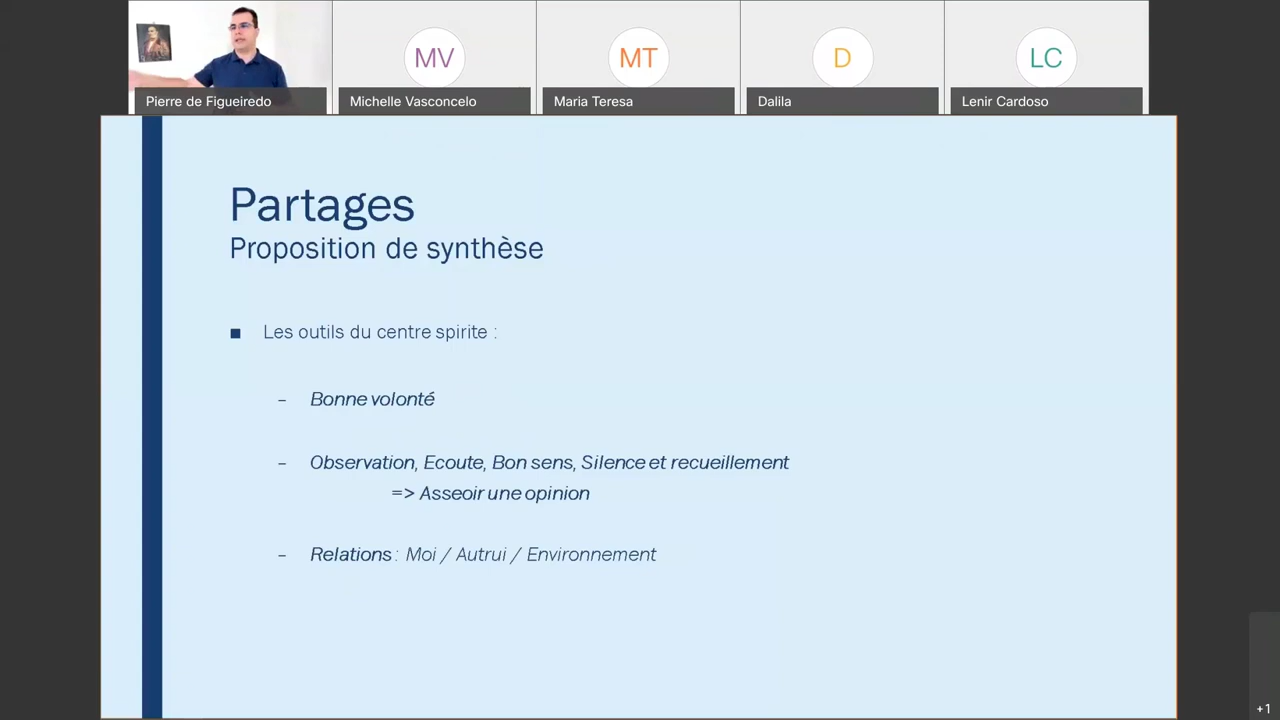 MV
MT
D
LC
Pierre de Figueiredo
Michelle Vasconcelo
Maria Teresa
Dalila
Lenir Cardoso
Partages
Proposition de synthèse
■ Les outils du centre spirite :
– Bonne volonté
– Observation, Ecoute, Bon sens, Silence et recueillement
=> Asseoir une opinion
– Relations : Moi / Autrui / Environnement
+1